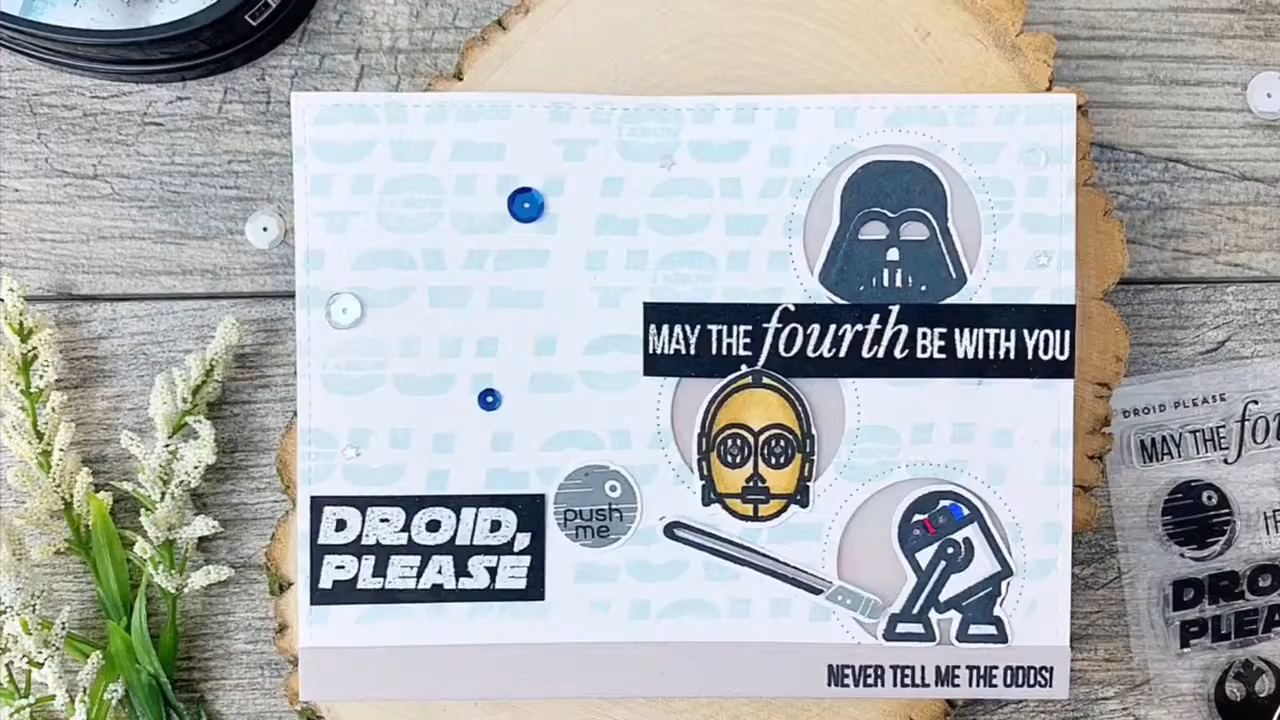 MAY THE fourth BE WITH YOU
DROID,
PLEASE
push
me
NEVER TELL ME THE ODDS!
DROID PLEASE
MAY THE
DRO
PLEA